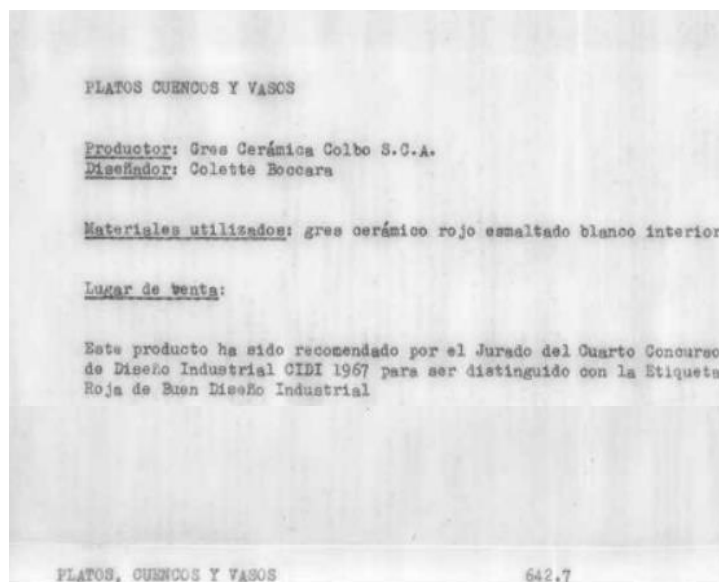 PLATOS CUENCOS Y VASOS
Productor: Gres Cerámica Colbo S.C.A.
Diseñador: Colette Boccara
Materiales utilizados: gres cerámico rojo esmaltado blanco interior
Lugar de venta:
Este producto ha sido recomendado por el Jurado del Cuarto Concurso
de Diseño Industrial CIDI 1967 para ser distinguido con la Etiqueta
Roja de Buen Diseño Industrial
PLATOS, CUENCOS Y VASOS 642.7